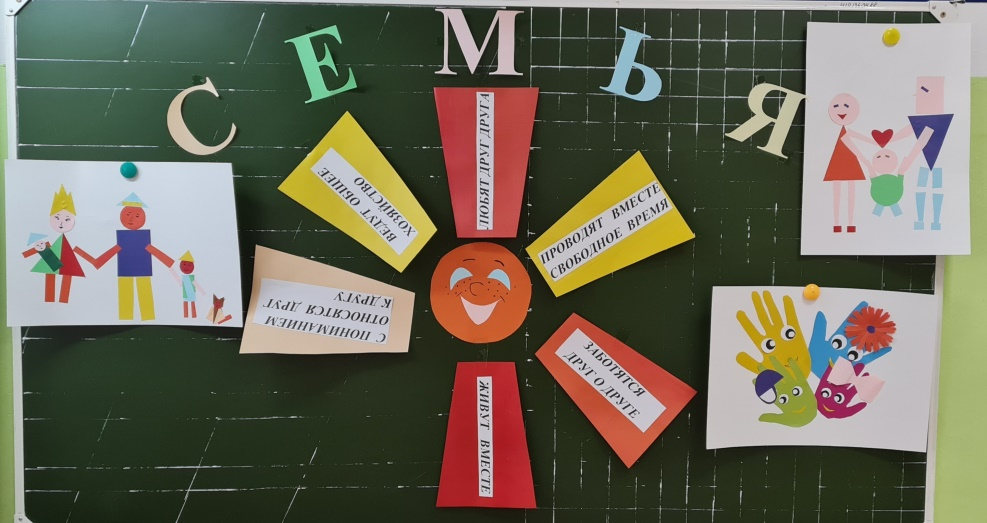 СЕМЬЯ
ЛЮБЯТ ДРУГ ДРУГА
ВЕДУТ ОБЩЕЕ
ХОЗЯЙСТВО
ПРОВОДЯТ ВМЕСТЕ
СВОБОДНОЕ ВРЕМЯ
С ПОНИМАНИЕМ
ОТНОСЯТСЯ ДРУГ
К ДРУГУ
ЗАБОТЯТСЯ
ДРУГ О ДРУГЕ
ЖИВУТ ВМЕСТЕ